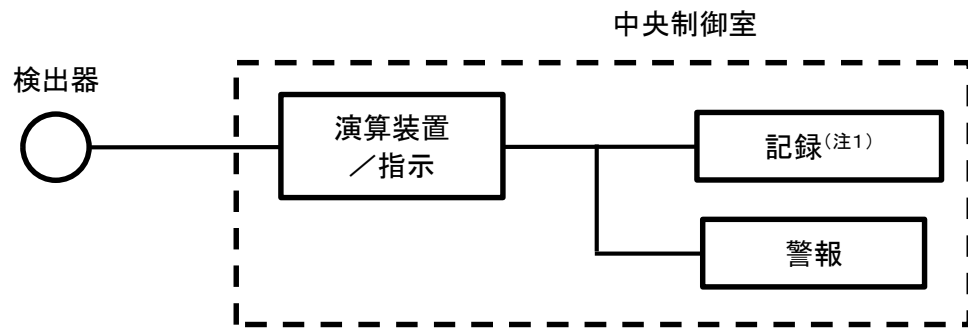 中央制御室
検出器
演算装置
／指示
記録(注1)
警報